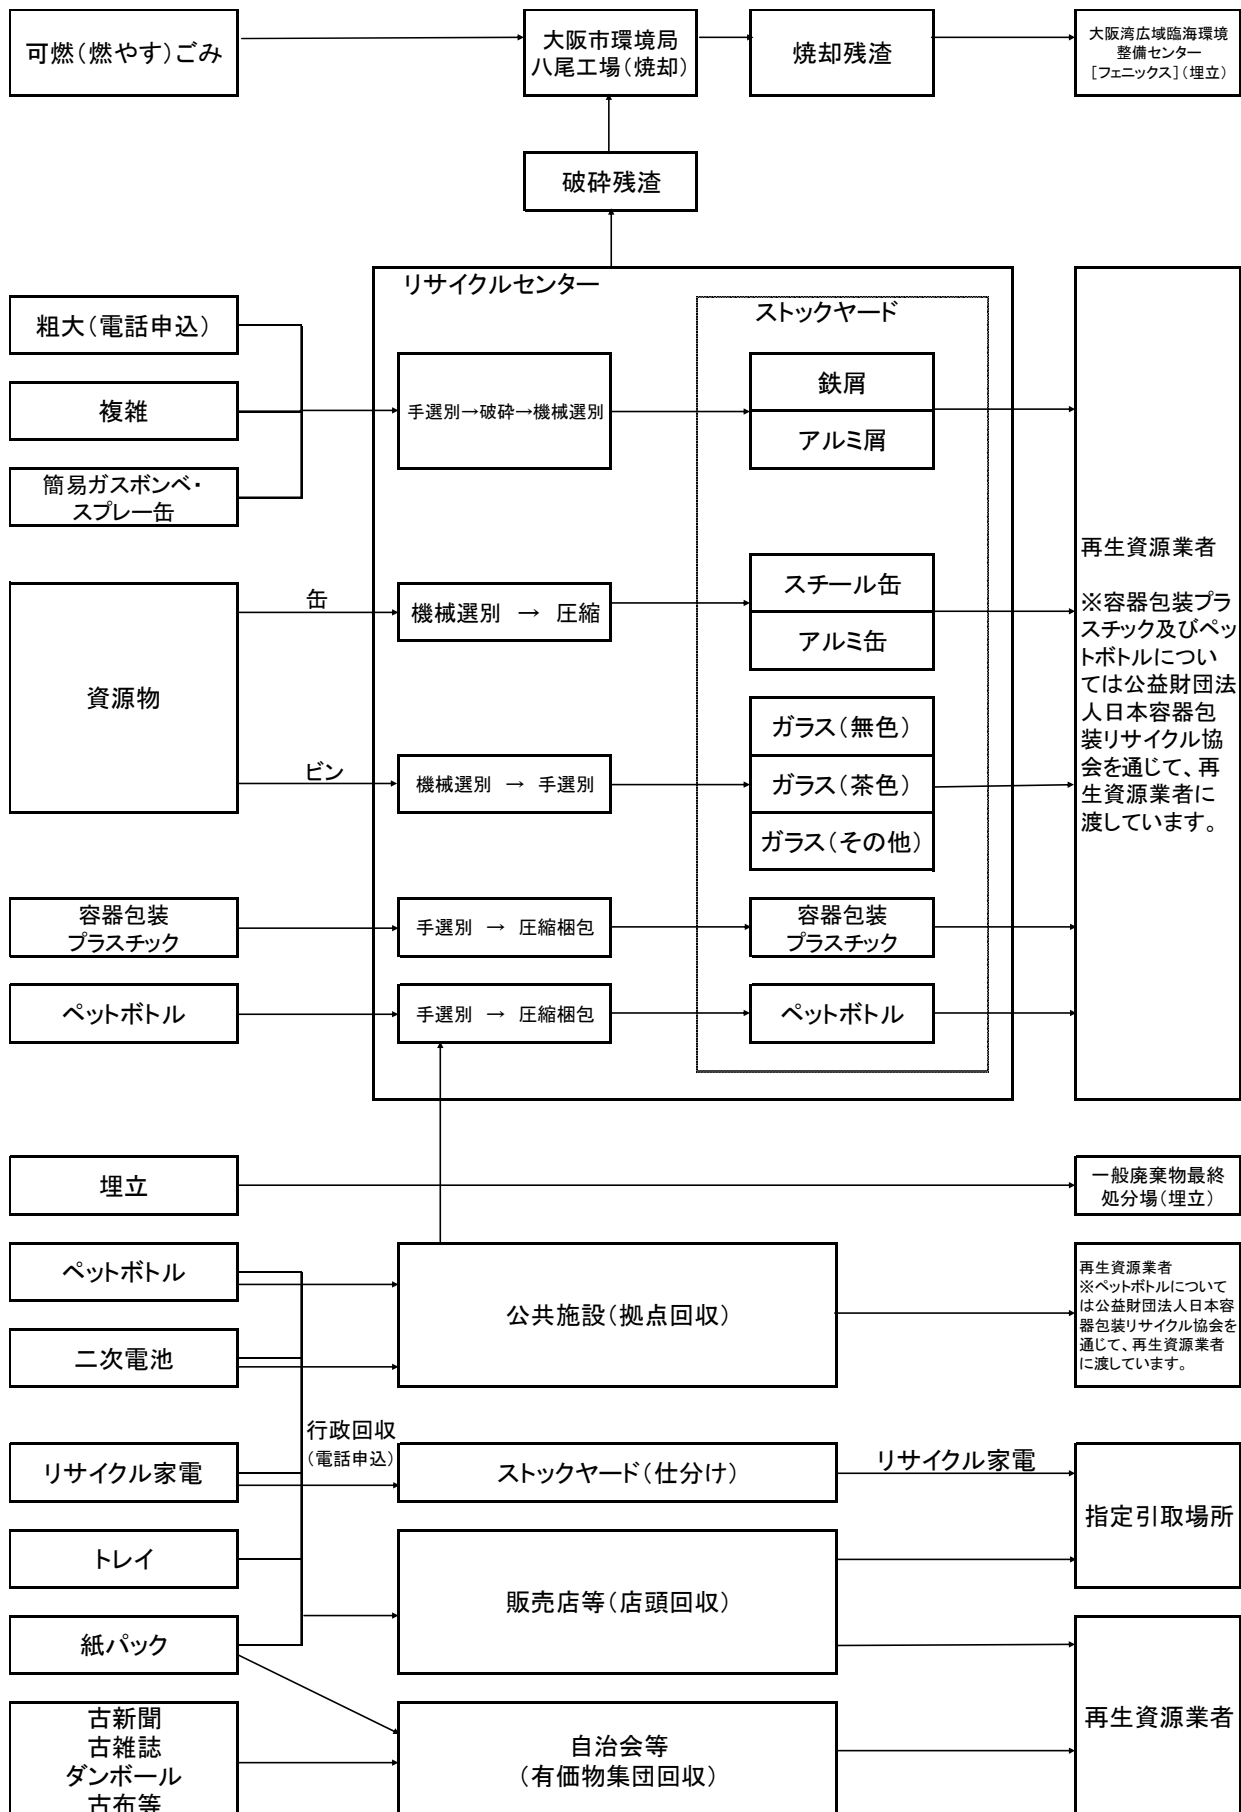 可燃(燃やす)ごみ
大阪市環境局
八尾工場(焼却)
焼却残渣
大阪湾広域臨海環境
整備センター
[フェニックス](埋立)
破砕残渣
リサイクルセンター
ストックヤード
粗大(電話申込)
複雑
簡易ガスボンベ・
スプレー缶
手選別→破砕→機械選別
鉄屑
アルミ屑
資源物
缶
機械選別 → 圧縮
スチール缶
アルミ缶
ビン
機械選別 → 手選別
ガラス(無色)
ガラス(茶色)
ガラス(その他)
容器包装
プラスチック
手選別 → 圧縮梱包
容器包装
プラスチック
ペットボトル
手選別 → 圧縮梱包
ペットボトル
再生資源業者
※容器包装プラ
スチック及びペッ
トボトルについ
ては公益財団法
人日本容器包
装リサイクル協
会を通じて、再
生資源業者に
渡しています。
埋立
一般廃棄物最終
処分場(埋立)
ペットボトル
二次電池
公共施設(拠点回収)
再生資源業者
※ペットボトルについて
は公益財団法人日本容
器包装リサイクル協会を
通じて、再生資源業者
に渡しています。
行政回収
(電話申込)
リサイクル家電
ストックヤード(仕分け)
リサイクル家電
指定引取場所
トレイ
販売店等(店頭回収)
紙パック
再生資源業者
古新聞
古雑誌
ダンボール
古布等
自治会等
(有価物集団回収)